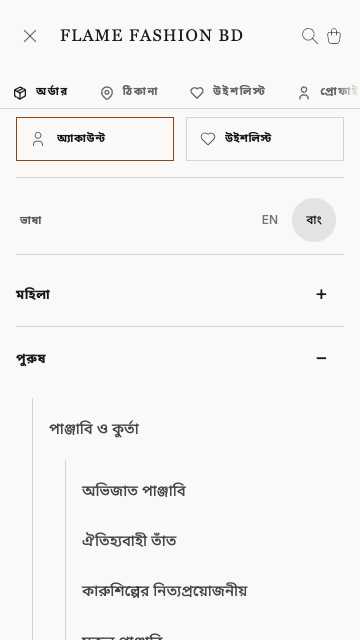 FLAME FASHION BD
অর্ডার ঠিকানা উইশলিস্ট
অ্যাকাউন্ট উইশলিস্ট
ভাষা EN বাং
মহিলা +
পুরুষ −
পাঞ্জাবি ও কুর্তা
অভিজাত পাঞ্জাবি
ঐতিহ্যবাহী তাঁত
কারুশিল্পের নিত্যপ্রয়োজনীয়